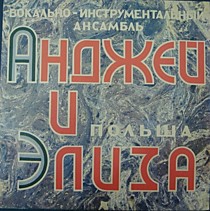 ВОКАЛЬНО-ИНСТРУМЕНТАЛЬНЫЙ
АНСАМБЛЬ
АНДЖЕЙ
И
ПОЛЬША
ЭЛИЗА